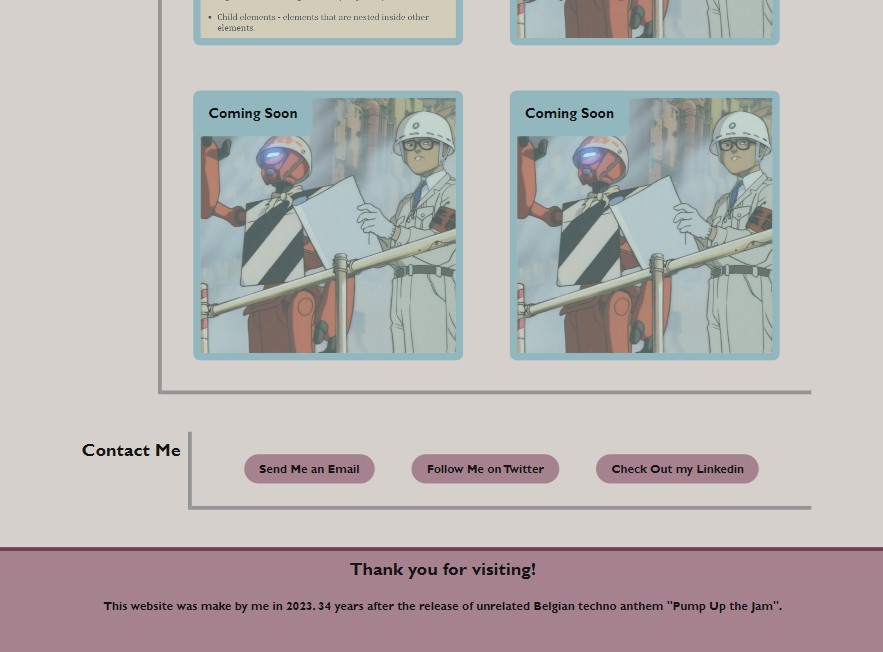 • Child elements - elements that are nested inside other
elements.
Coming Soon
Coming Soon
Contact Me
Send Me an Email
Follow Me on Twitter
Check Out my Linkedin
Thank you for visiting!
This website was make by me in 2023. 34 years after the release of unrelated Belgian techno anthem "Pump Up the Jam".